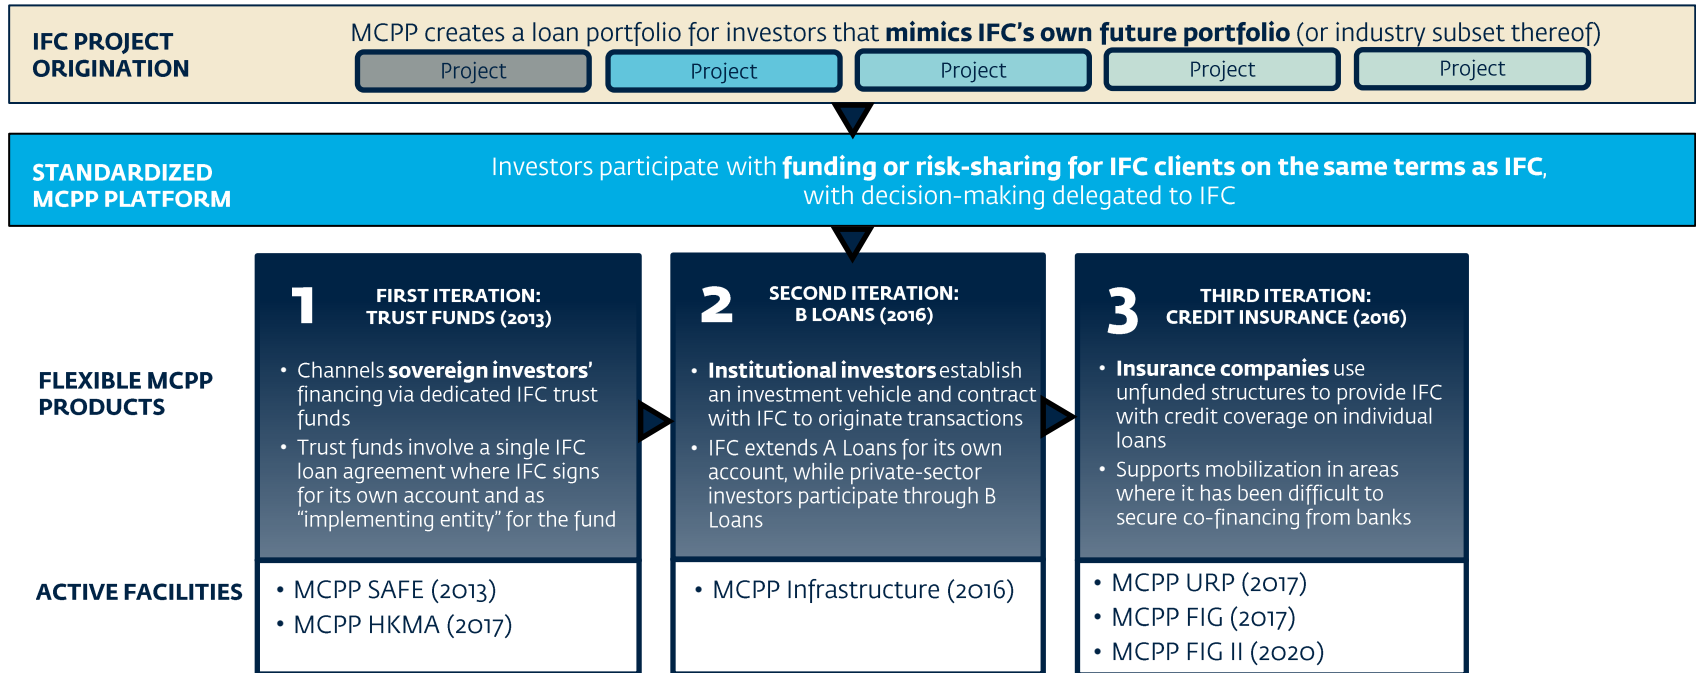 IFC PROJECT
ORIGINATION
MCPP creates a loan portfolio for investors that mimics IFC's own future portfolio (or industry subset thereof)
Project
Project
Project
Project
Project
STANDARDIZED
MCPP PLATFORM
Investors participate with funding or risk-sharing for IFC clients on the same terms as IFC,
with decision-making delegated to IFC
FLEXIBLE MCPP
PRODUCTS
1
FIRST ITERATION:
TRUST FUNDS (2013)
• Channels sovereign investors'
financing via dedicated IFC trust
funds
• Trust funds involve a single IFC
loan agreement where IFC signs
for its own account and as
“implementing entity” for the fund
2
SECOND ITERATION:
B LOANS (2016)
• Institutional investors establish
an investment vehicle and contract
with IFC to originate transactions
• IFC extends A Loans for its own
account, while private-sector
investors participate through B
Loans
3
THIRD ITERATION:
CREDIT INSURANCE (2016)
• Insurance companies use
unfunded structures to provide IFC
with credit coverage on individual
loans
• Supports mobilization in areas
where it has been difficult to
secure co-financing from banks
ACTIVE FACILITIES
• MCPP SAFE (2013)
• MCPP HKMA (2017)
• MCPP Infrastructure (2016)
• MCPP URP (2017)
• MCPP FIG (2017)
• MCPP FIG II (2020)